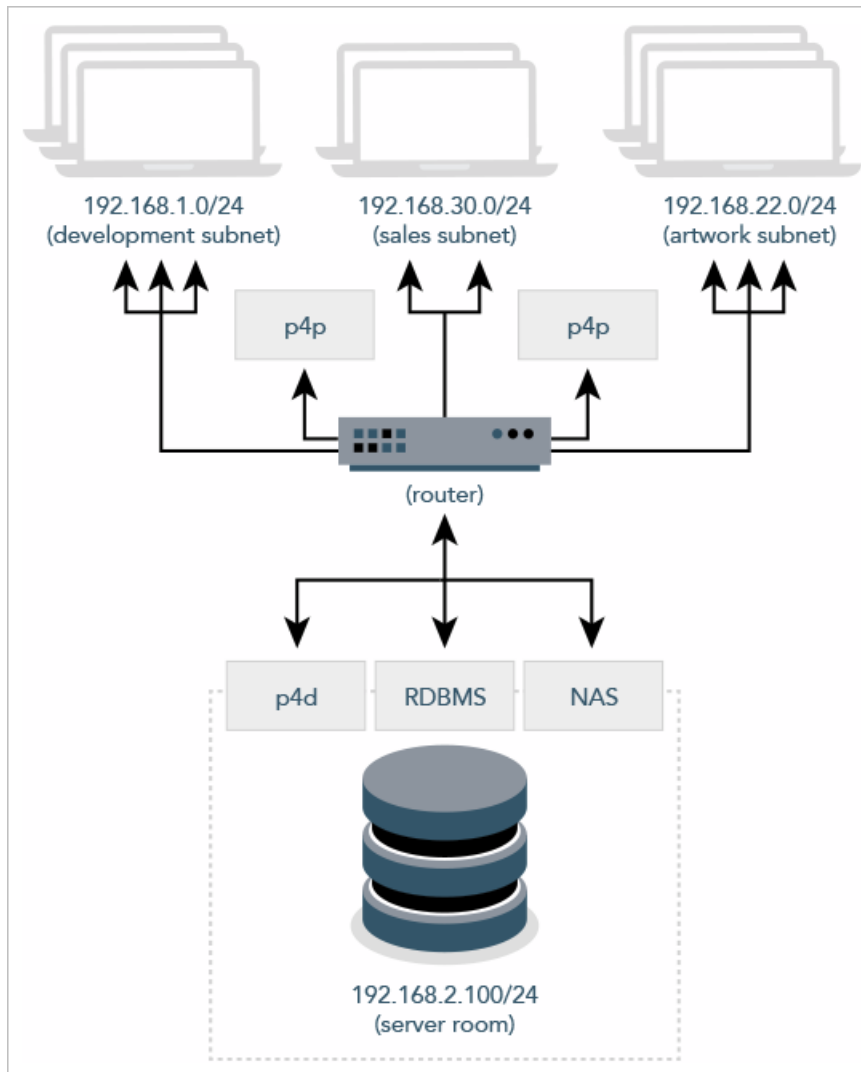 192.168.1.0/24
(development subnet)
192.168.30.0/24
(sales subnet)
192.168.22.0/24
(artwork subnet)
p4p
p4p
(router)
p4d
RDBMS
NAS
192.168.2.100/24
(server room)